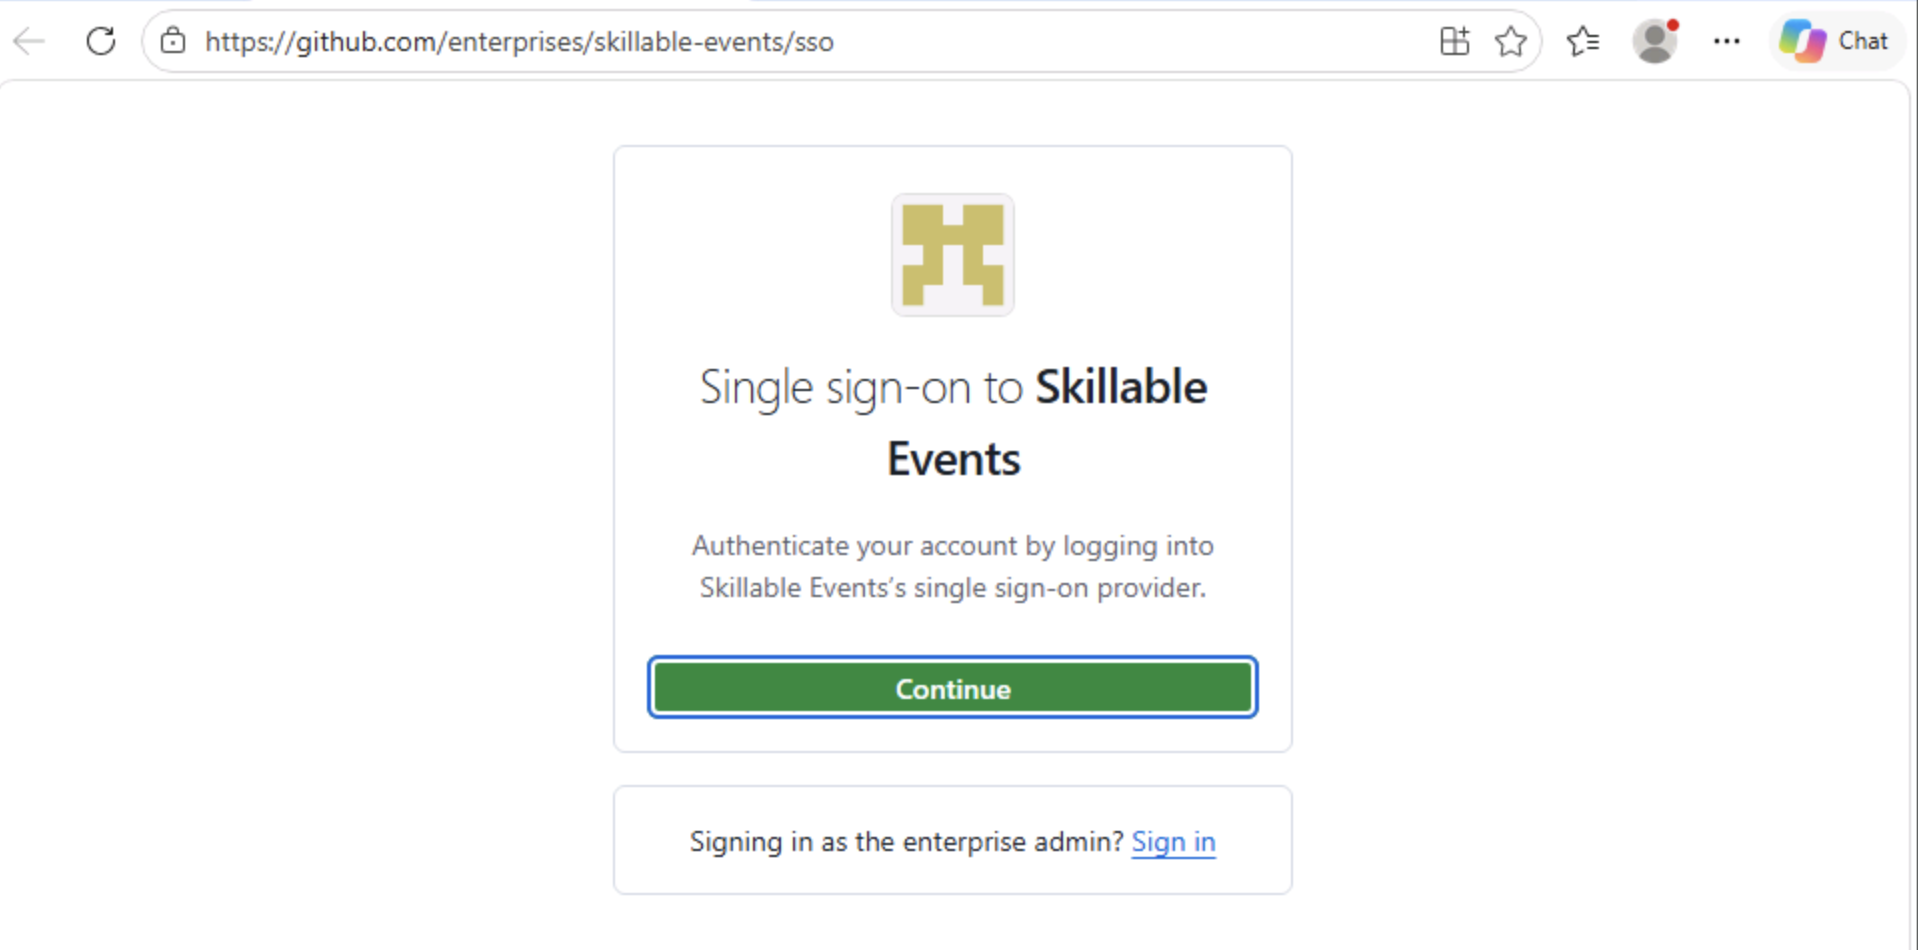 https://github.com/enterprises/skillable-events/sso
Chat
Single sign-on to Skillable
Events
Authenticate your account by logging into
Skillable Events’s single sign-on provider.
Continue
Signing in as the enterprise admin? Sign in